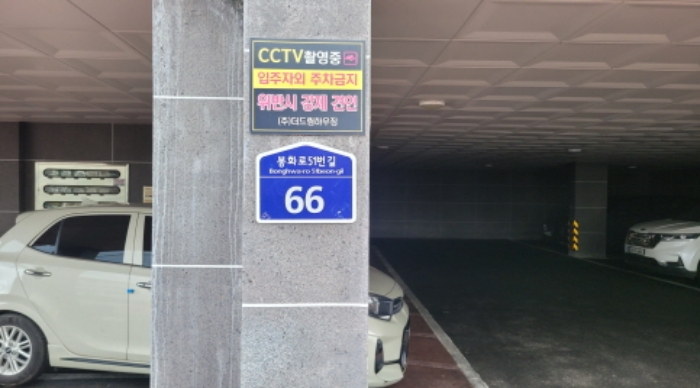 CCTV촬영중
입주자외 주차금지
위반시 강제 견인
(주)더드림하우징
봉화로51번길
Bonghwa-ro 51beon-gil
66